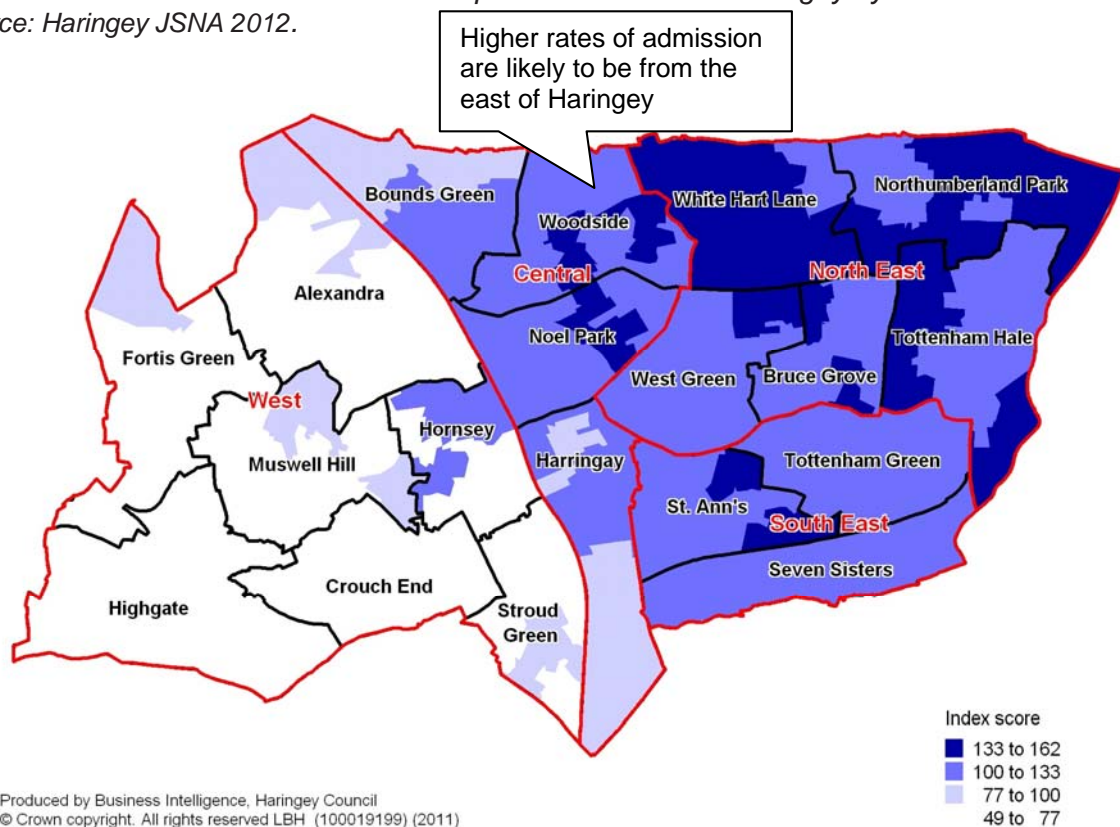 rce: Haringey JSNA 2012.
Higher rates of admission
are likely to be from the
east of Haringey
Bounds Green
White Hart Lane
Northumberland Park
Woodside
Central
North East
Alexandra
Noel Park
Tottenham Hale
Fortis Green
West Green
Bruce Grove
West
Hornsey
Muswell Hill
Harringay
Tottenham Green
St. Ann's
South East
Seven Sisters
Crouch End
Highgate
Stroud
Green
Index score
133 to 162
100 to 133
77 to 100
49 to 77
Produced by Business Intelligence, Haringey Council
© Crown copyright. All rights reserved LBH (100019199) (2011)